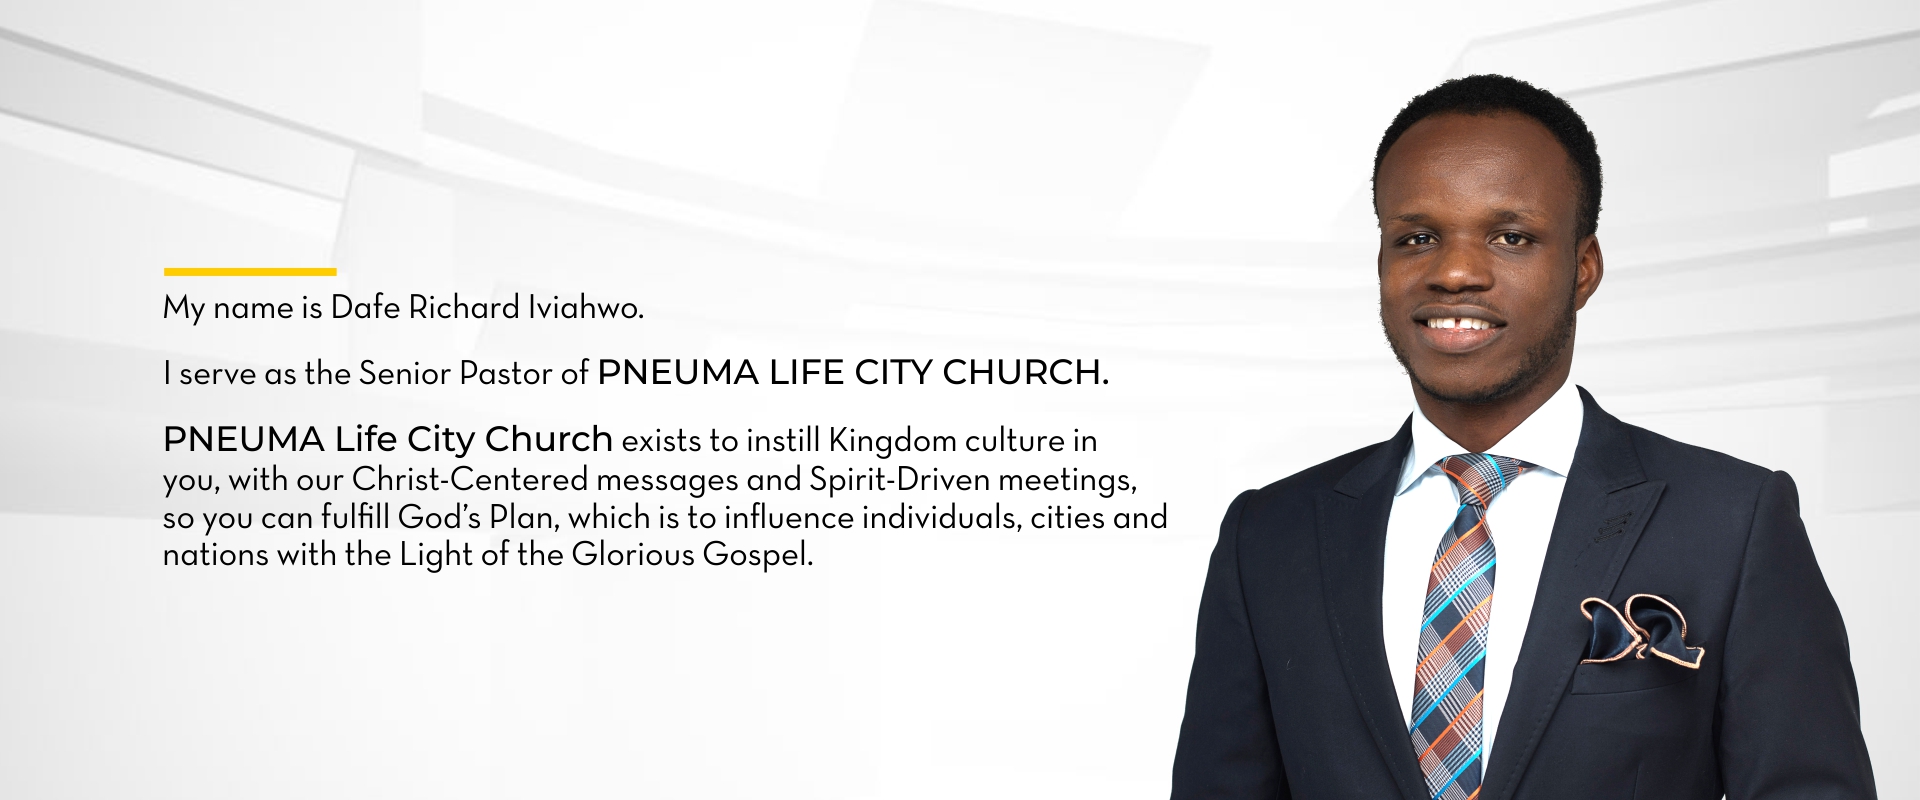 My name is Dafe Richard Iviahwo.
I serve as the Senior Pastor of PNEUMA LIFE CITY CHURCH.
PNEUMA Life City Church exists to instill Kingdom culture in
you, with our Christ-Centered messages and Spirit-Driven meetings,
so you can fulfill God’s Plan, which is to influence individuals, cities and
nations with the Light of the Glorious Gospel.